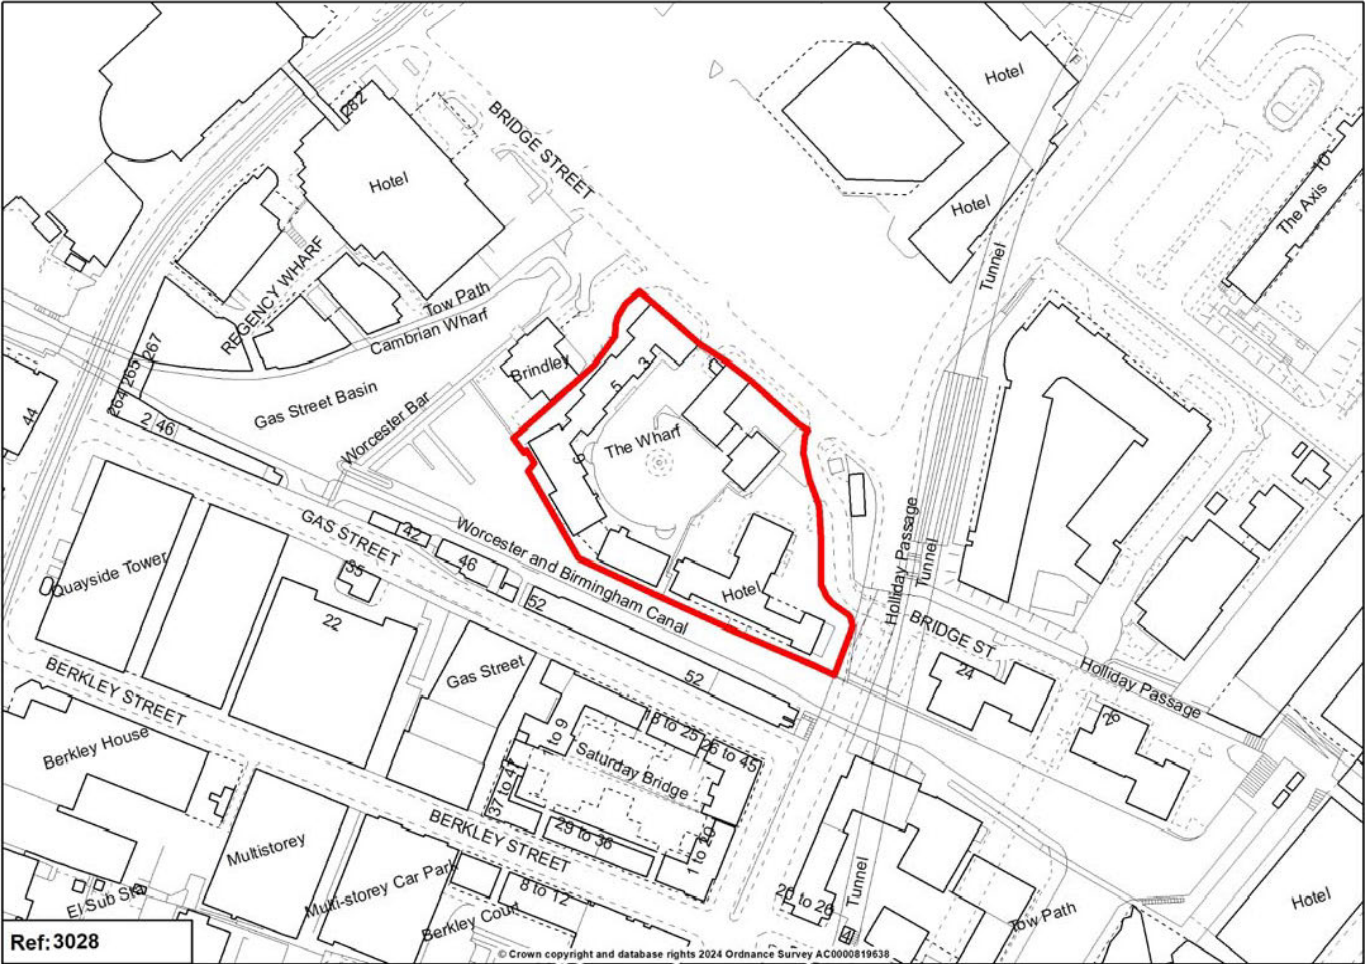 Hotel
282
BRIDGE STREET
Hotel
10
The Axis
Hotel
Hotel
Tunnel
REGENCY WHARF
Tow Path
Cambrian Wharf
267
265
264
2
46
44
Gas Street Basin
Worcester Bar
Brindley
3
5
6
2
The Wharf
GAS STREET
42
46
Worcester and Birmingham Canal
52
52
Hotel
Holliday Passage
Tunnel
BRIDGE ST
Holliday Passage
24
26
Quayside Tower
35
22
BERKLEY STREET
Gas Street
1 to 9
18 to 25
26 to 45
Saturday Bridge
37 to 47
29 to 36
1 to 20
BERKLEY STREET
Berkley House
Multistorey
Multi-storey Car Park
El Sub Sta
8 to 12
Berkley Court
20 to 26
Tunnel
Tow Path
Hotel
Ref: 3028
© Crown copyright and database rights 2024 Ordnance Survey AC0000819638